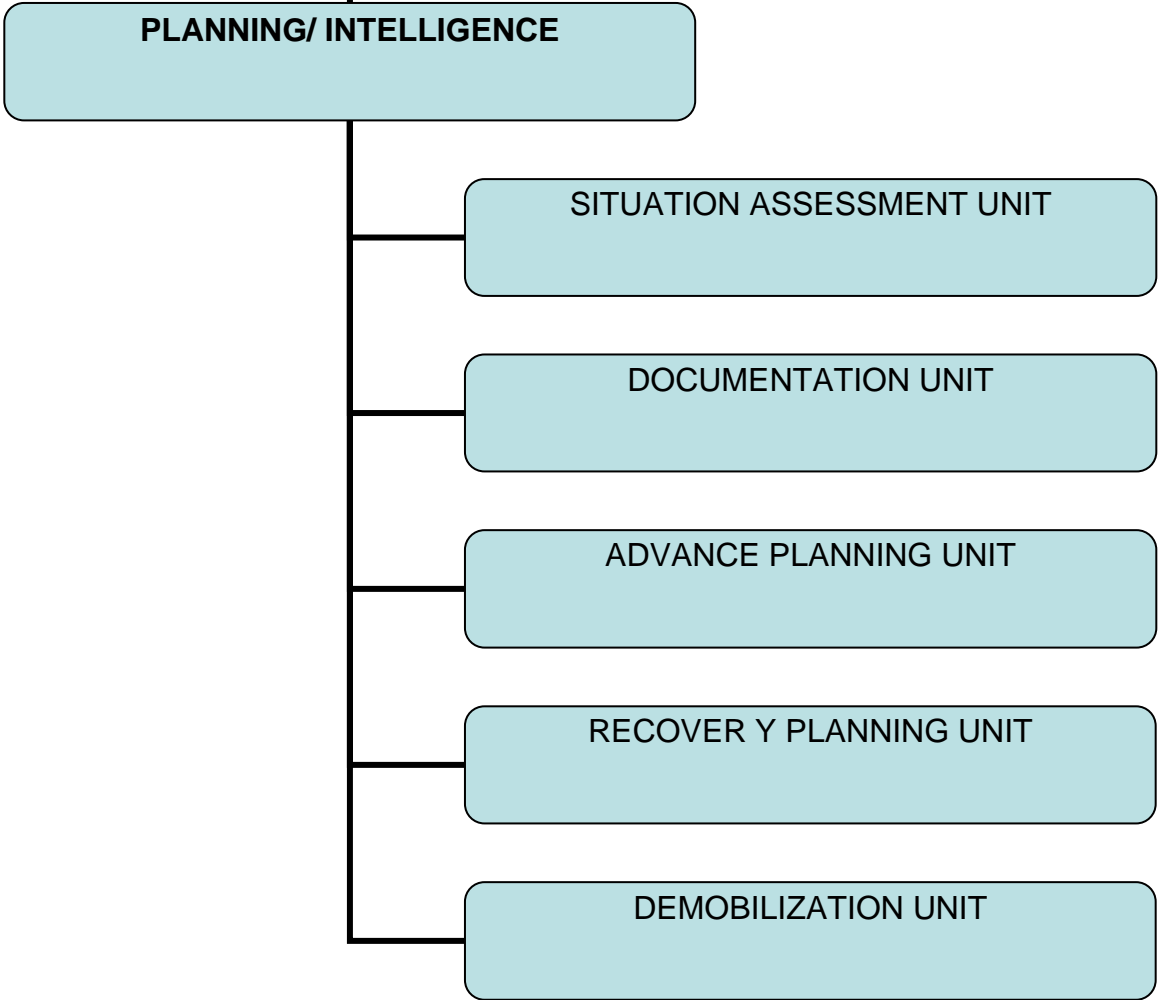 PLANNING/ INTELLIGENCE
SITUATION ASSESSMENT UNIT
DOCUMENTATION UNIT
ADVANCE PLANNING UNIT
RECOVER Y PLANNING UNIT
DEMOBILIZATION UNIT